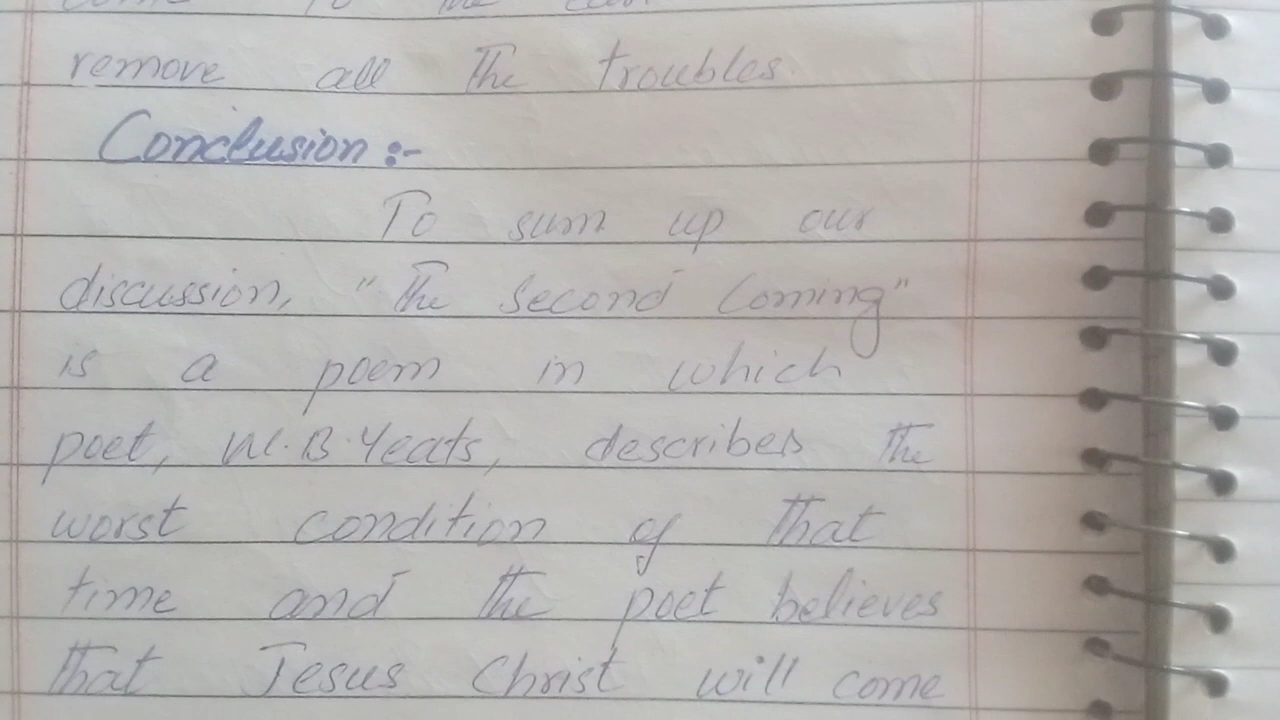 remove all the troubles.
Conclusion :-
To sum up our
discussion, "The Second Coming"
is a poem in which
poet, W.B.Yeats, describes the
worst condition of that
time and the poet believes
that Jesus Christ will come